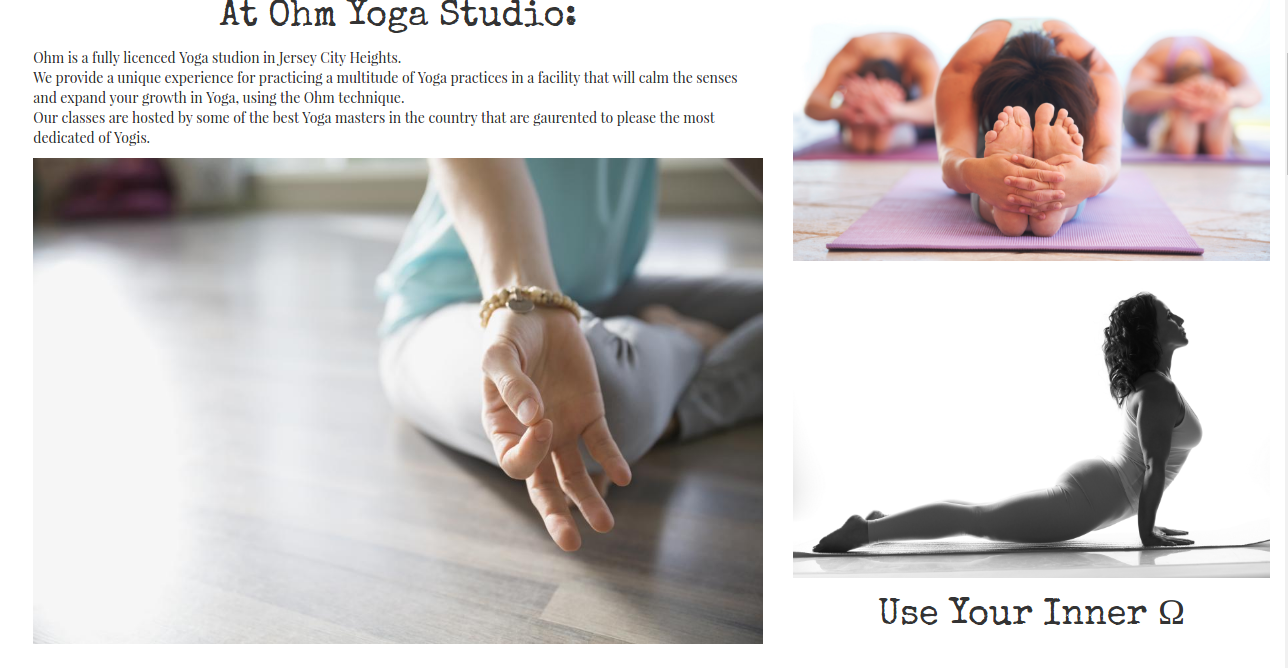 At Ohm Yoga Studio:
Ohm is a fully licenced Yoga studion in Jersey City Heights.
We provide a unique experience for practicing a multitude of Yoga practices in a facility that will calm the senses
and expand your growth in Yoga, using the Ohm technique.
Our classes are hosted by some of the best Yoga masters in the country that are gaurented to please the most
dedicated of Yogis.
Use Your Inner Ω